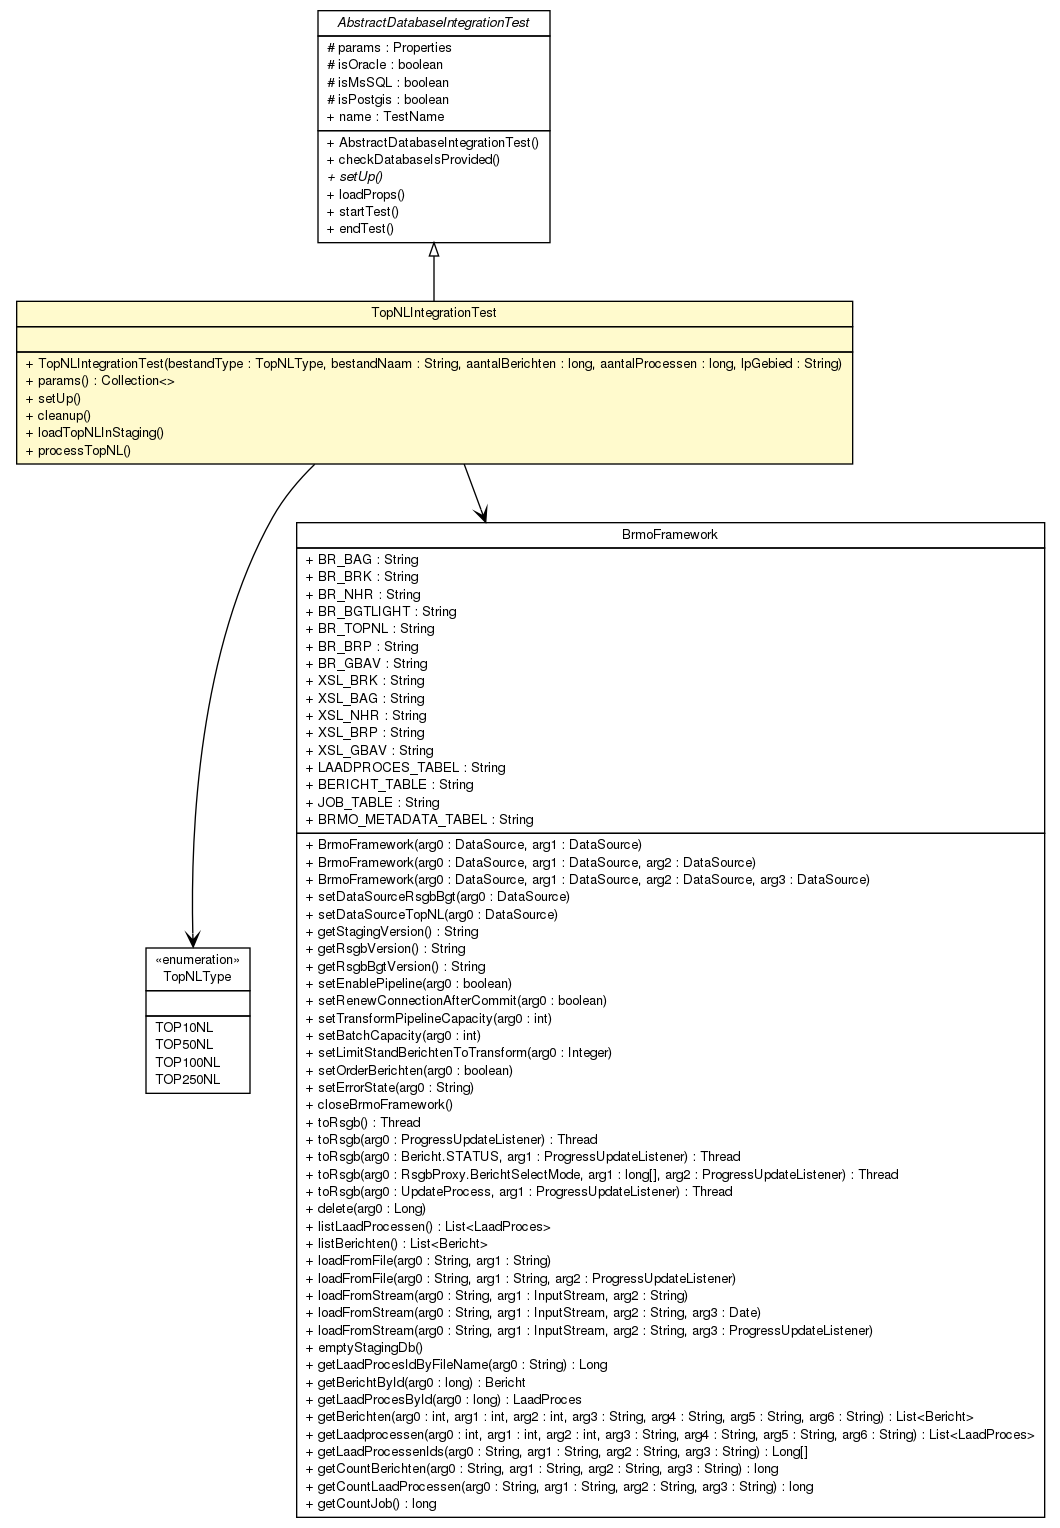 AbstractDatabaseIntegrationTest
# params : Properties
# isOracle : boolean
# isMsSQL : boolean
# isPostgis : boolean
+ name : TestName
+ AbstractDatabaseIntegrationTest()
+ checkDatabaseIsProvided()
+ setUp()
+ loadProps()
+ startTest()
+ endTest()
TopNLIntegrationTest
+ TopNLIntegrationTest(bestandType : TopNLType, bestandNaam : String, aantalBerichten : long, aantalProcessen : long, lpGebied : String)
+ params() : Collection<>
+ setUp()
+ cleanup()
+ loadTopNLInStaging()
+ processTopNL()
BrmoFramework
+ BR_BAG : String
+ BR_BRK : String
+ BR_NHR : String
+ BR_BGTLIGHT : String
+ BR_TOPNL : String
+ BR_BRP : String
+ BR_GBAV : String
+ XSL_BRK : String
+ XSL_BAG : String
+ XSL_NHR : String
+ XSL_BRP : String
+ XSL_GBAV : String
+ LAADPROCES_TABEL : String
+ BERICHT_TABLE : String
+ JOB_TABLE : String
+ BRMO_METADATA_TABEL : String
+ BrmoFramework(arg0 : DataSource, arg1 : DataSource)
+ BrmoFramework(arg0 : DataSource, arg1 : DataSource, arg2 : DataSource)
+ BrmoFramework(arg0 : DataSource, arg1 : DataSource, arg2 : DataSource, arg3 : DataSource)
+ setDataSourceRsgbBgt(arg0 : DataSource)
+ setDataSourceTopNL(arg0 : DataSource)
+ getStagingVersion() : String
+ getRsgbVersion() : String
+ getRsgbBgtVersion() : String
+ setEnablePipeline(arg0 : boolean)
+ setRenewConnectionAfterCommit(arg0 : boolean)
+ setTransformPipelineCapacity(arg0 : int)
+ setBatchCapacity(arg0 : int)
+ setLimitStandBerichtenToTransform(arg0 : Integer)
+ setOrderBerichten(arg0 : boolean)
+ setErrorState(arg0 : String)
+ closeBrmoFramework()
+ toRsgb() : Thread
+ toRsgb(arg0 : ProgressUpdateListener) : Thread
+ toRsgb(arg0 : Bericht.STATUS, arg1 : ProgressUpdateListener) : Thread
+ toRsgb(arg0 : RsgbProxy.BerichtSelectMode, arg1 : long[], arg2 : ProgressUpdateListener) : Thread
+ toRsgb(arg0 : UpdateProcess, arg1 : ProgressUpdateListener) : Thread
+ delete(arg0 : Long)
+ listLaadProcessen() : List<LaadProces>
+ listBerichten() : List<Bericht>
+ loadFromFile(arg0 : String, arg1 : String)
+ loadFromFile(arg0 : String, arg1 : String, arg2 : ProgressUpdateListener)
+ loadFromStream(arg0 : String, arg1 : InputStream, arg2 : String)
+ loadFromStream(arg0 : String, arg1 : InputStream, arg2 : String, arg3 : Date)
+ loadFromStream(arg0 : String, arg1 : InputStream, arg2 : String, arg3 : ProgressUpdateListener)
+ emptyStagingDb()
+ getLaadProcesIdByFileName(arg0 : String) : Long
+ getBerichtById(arg0 : long) : Bericht
+ getLaadProcesById(arg0 : long) : LaadProces
+ getBerichten(arg0 : int, arg1 : int, arg2 : int, arg3 : String, arg4 : String, arg5 : String, arg6 : String) : List<Bericht>
+ getLaadprocessen(arg0 : int, arg1 : int, arg2 : int, arg3 : String, arg4 : String, arg5 : String, arg6 : String) : List<LaadProces>
+ getLaadProcessenIds(arg0 : String, arg1 : String, arg2 : String, arg3 : String) : Long[]
+ getCountBerichten(arg0 : String, arg1 : String, arg2 : String, arg3 : String) : long
+ getCountLaadProcessen(arg0 : String, arg1 : String, arg2 : String, arg3 : String) : long
+ getCountJob() : long
«enumeration»
TopNLType
TOP10NL
TOP50NL
TOP100NL
TOP250NL